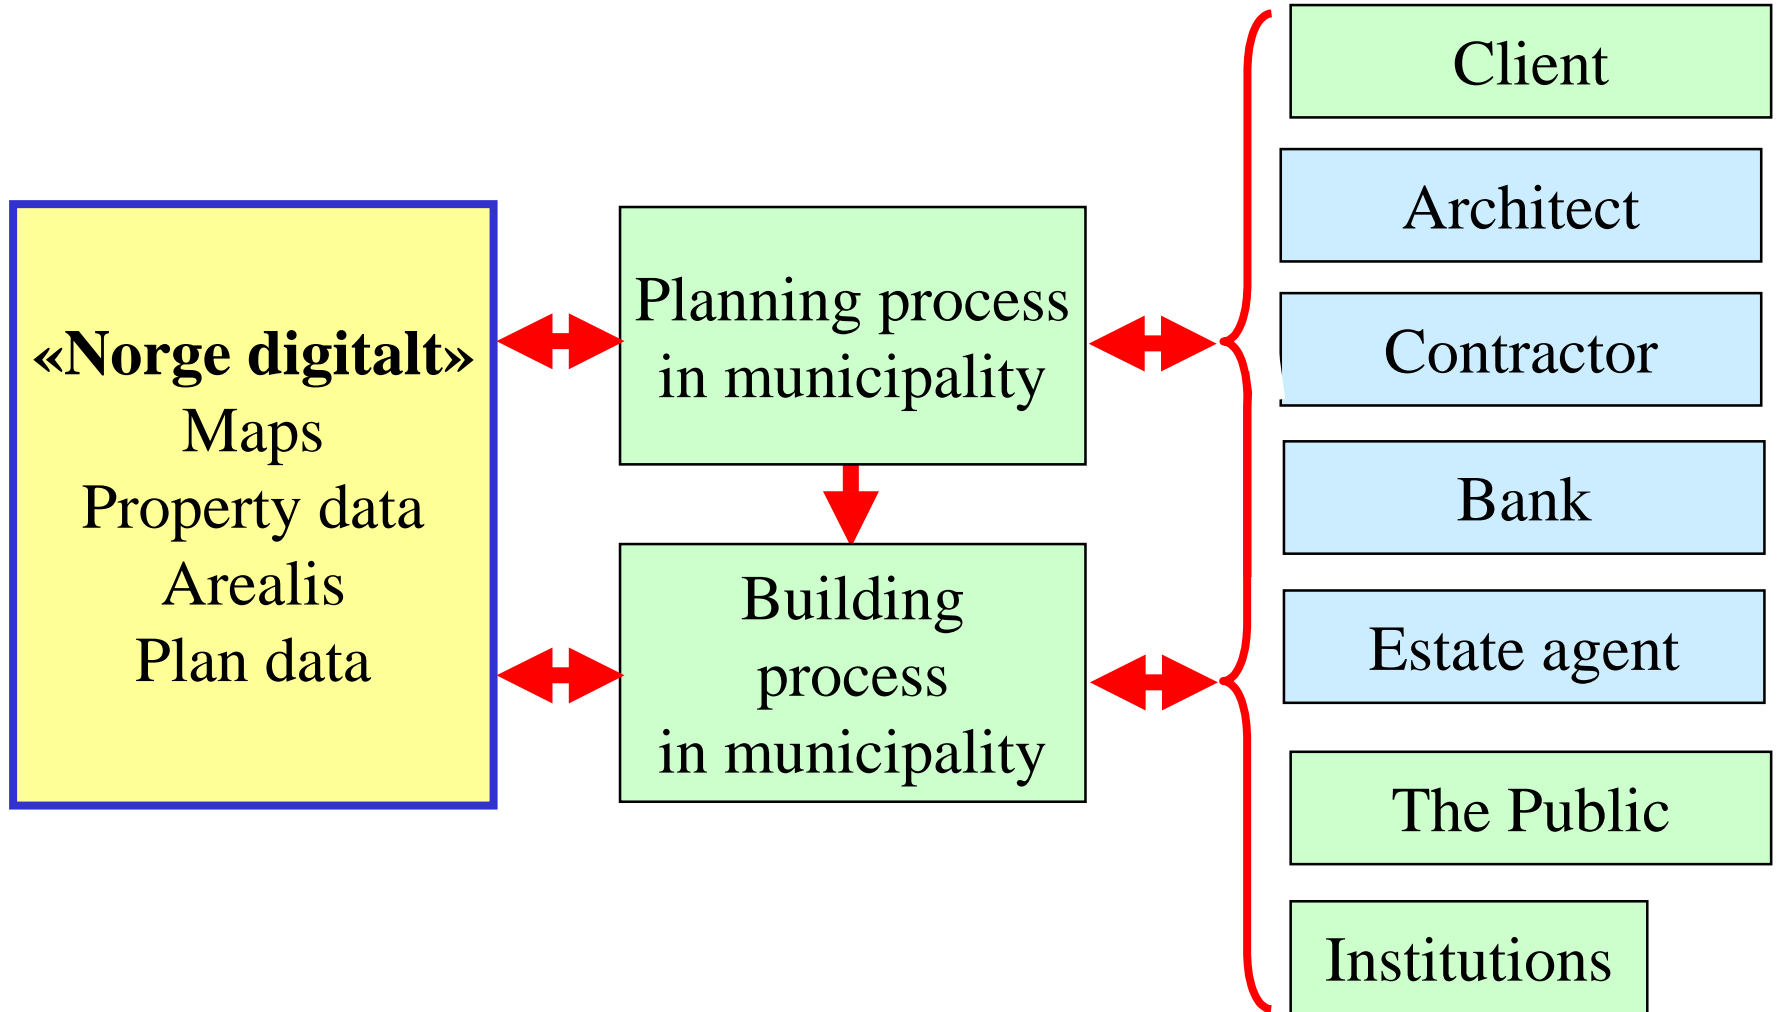 «Norge digitalt»
Maps
Property data
Arealis
Plan data
Planning process
in municipality
Building
process
in municipality
Client
Architect
Contractor
Bank
Estate agent
The Public
Institutions